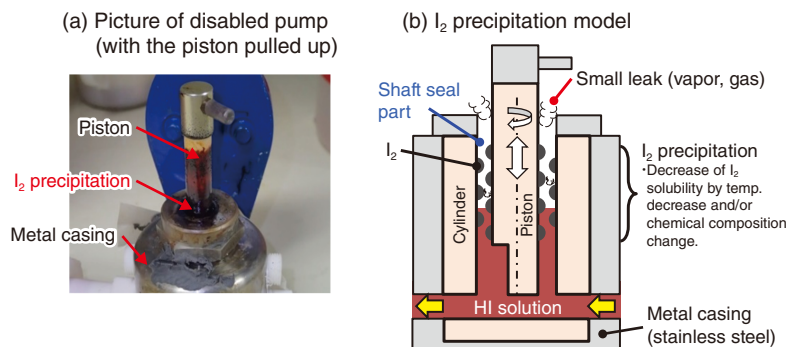 (a) Picture of disabled pump
(with the piston pulled up)
Piston
I₂ precipitation
Metal casing
(b) I₂ precipitation model
Small leak (vapor, gas)
Shaft seal
part
I₂
Cylinder
Piston
I₂ precipitation
・Decrease of I₂
solubility by temp.
decrease and/or
chemical composition
change.
HI solution
Metal casing
(stainless steel)